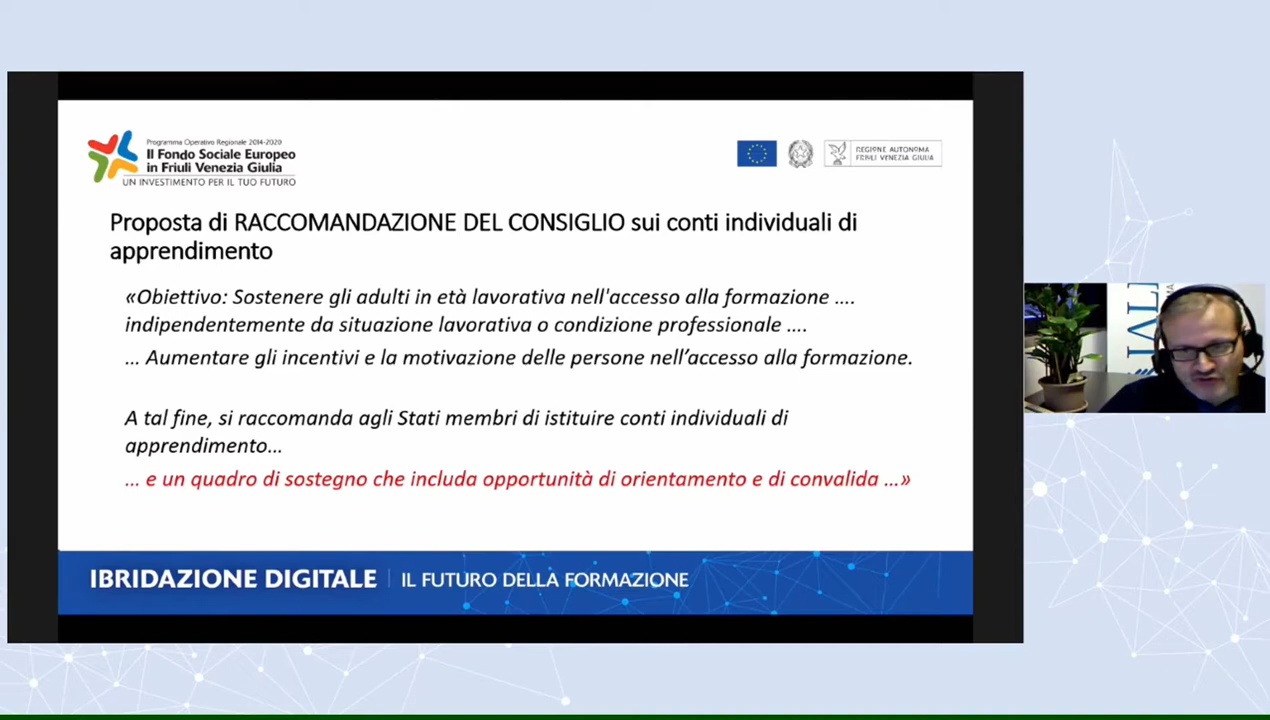 Programma Operativo Regionale 2014-2020
Il Fondo Sociale Europeo
in Friuli Venezia Giulia
UN INVESTIMENTO PER IL TUO FUTURO
REGIONE AUTONOMA
FRIULI VENEZIA GIULIA
Proposta di RACCOMANDAZIONE DEL CONSIGLIO sui conti individuali di
apprendimento
«Obiettivo: Sostenere gli adulti in età lavorativa nell'accesso alla formazione ....
indipendentemente da situazione lavorativa o condizione professionale ....
... Aumentare gli incentivi e la motivazione delle persone nell’accesso alla formazione.
A tal fine, si raccomanda agli Stati membri di istituire conti individuali di
apprendimento...
... e un quadro di sostegno che includa opportunità di orientamento e di convalida ...»
IBRIDAZIONE DIGITALE | IL FUTURO DELLA FORMAZIONE
IAL